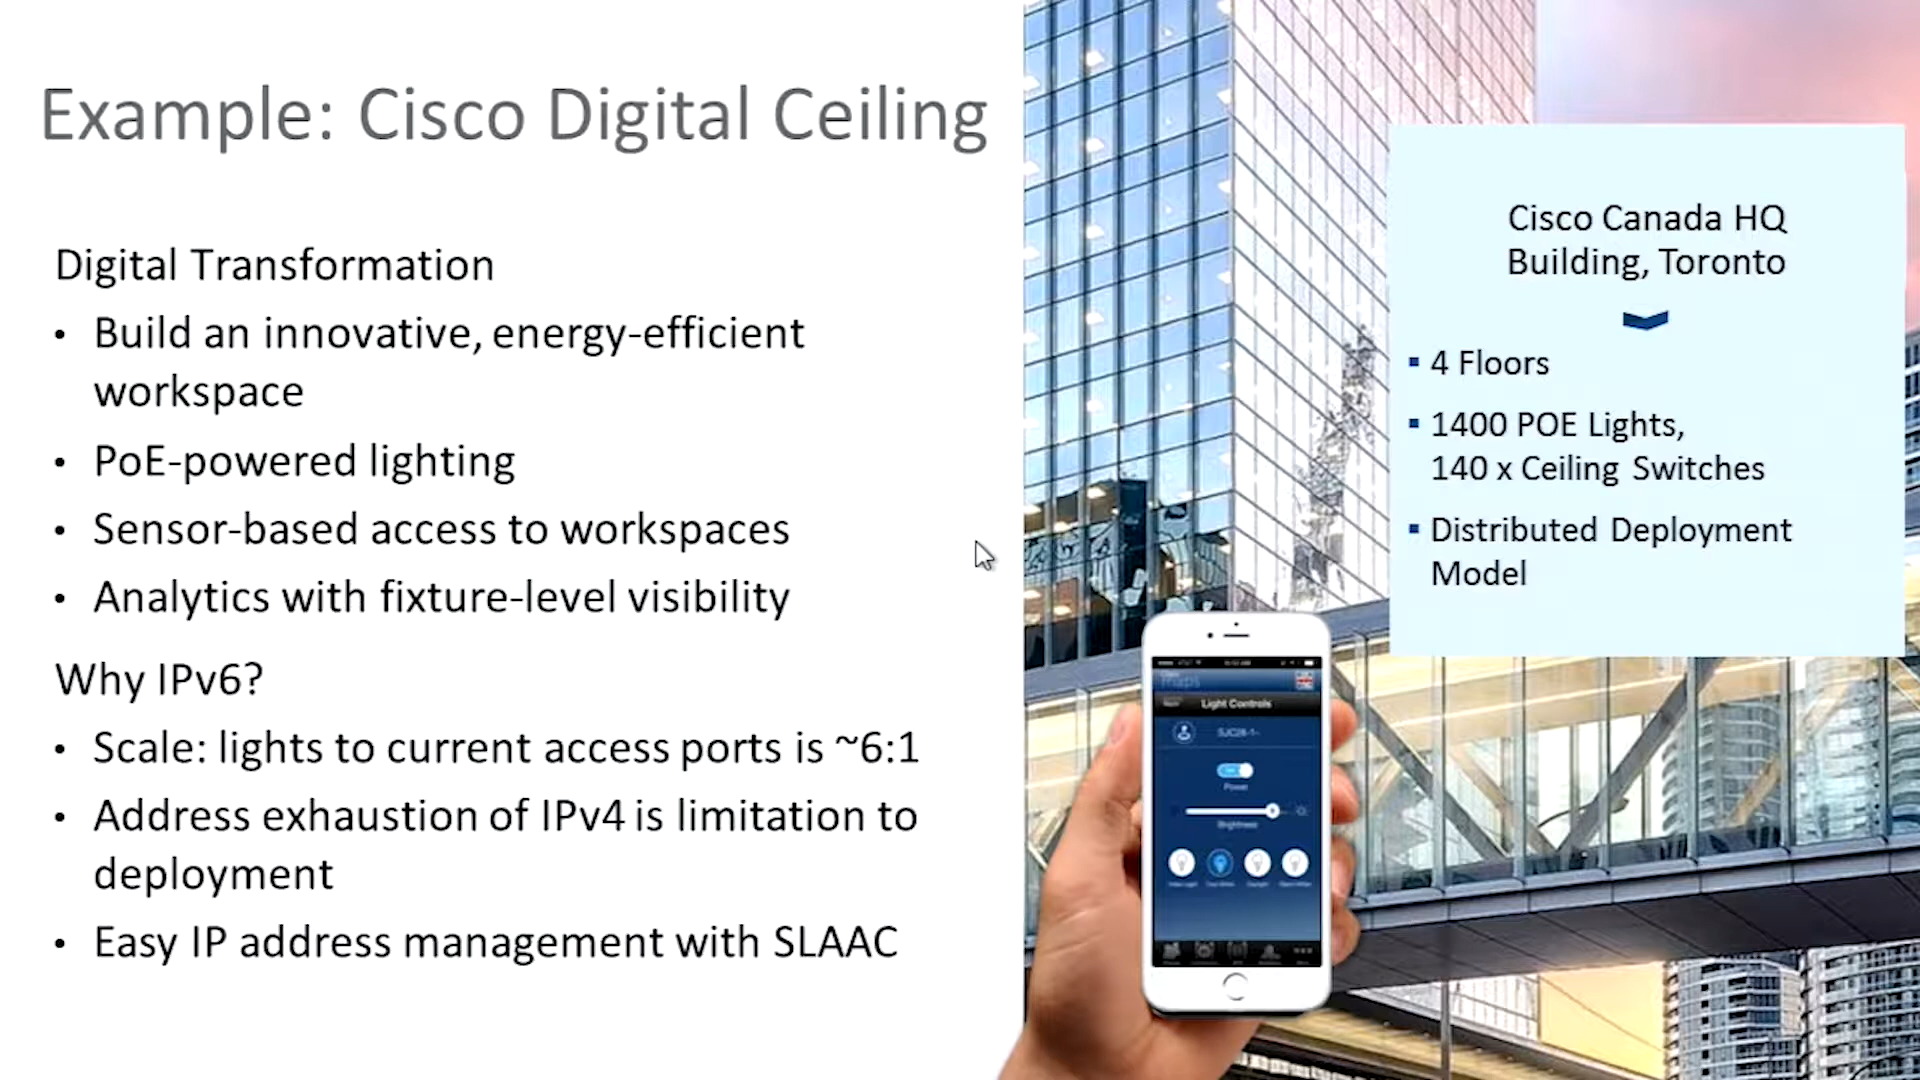 Example: Cisco Digital Ceiling
Digital Transformation
• Build an innovative, energy-efficient
workspace
• PoE-powered lighting
• Sensor-based access to workspaces
• Analytics with fixture-level visibility
Why IPv6?
• Scale: lights to current access ports is ~6:1
• Address exhaustion of IPv4 is limitation to
deployment
• Easy IP address management with SLAAC
Cisco Canada HQ
Building, Toronto
▪ 4 Floors
▪ 1400 POE Lights,
140 x Ceiling Switches
▪ Distributed Deployment
Model
maps
Light Controls
SJC28-1-
Power
Brightness